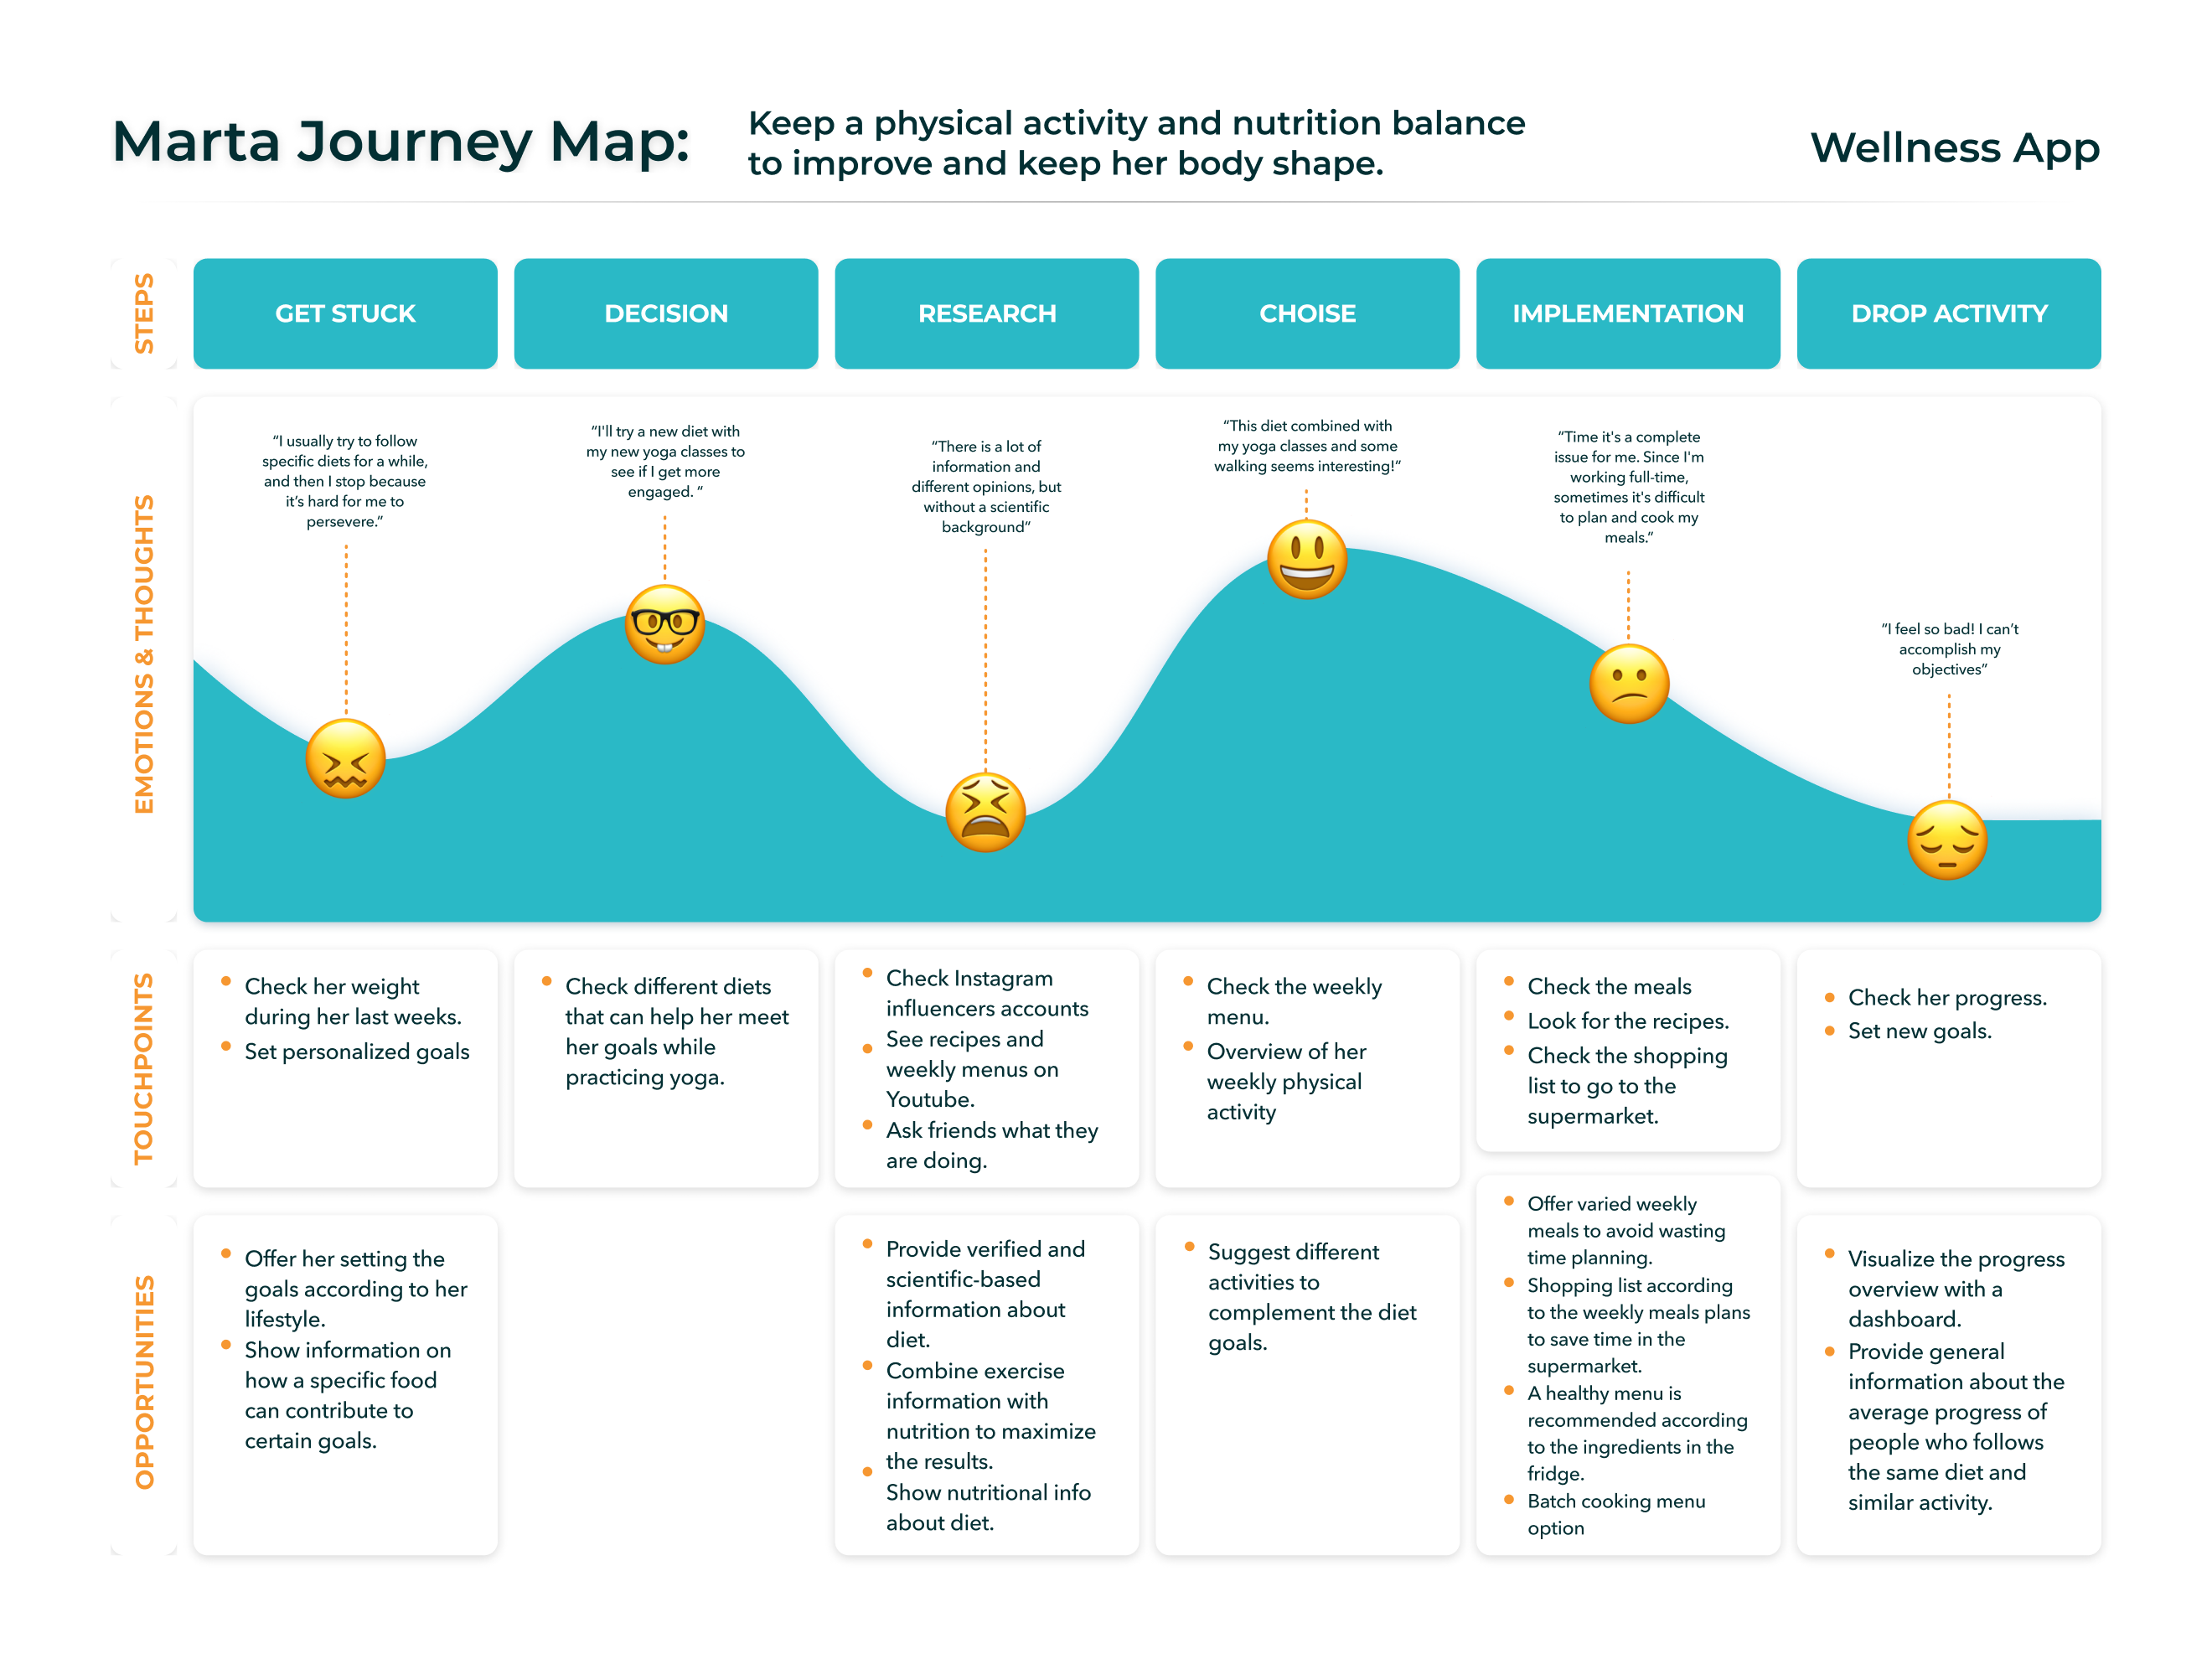 Marta Journey Map:
Keep a physical activity and nutrition balance
to improve and keep her body shape.
Wellness App
STEPS
GET STUCK
DECISION
RESEARCH
CHOISE
IMPLEMENTATION
DROP ACTIVITY
EMOTIONS & THOUGHTS
“I usually try to follow
specific diets for a while,
and then I stop because
it’s hard for me to
persevere.”
“I'll try a new diet with
my new yoga classes to
see if I get more
engaged. “
“There is a lot of
information and
different opinions, but
without a scientific
background”
“This diet combined with
my yoga classes and some
walking seems interesting!”
“Time it's a complete
issue for me. Since I'm
working full-time,
sometimes it's difficult
to plan and cook my
meals.”
“I feel so bad! I can’t
accomplish my
objectives”
TOUCHPOINTS
Check her weight
during her last weeks.
Set personalized goals
Check different diets
that can help her meet
her goals while
practicing yoga.
Check Instagram
influencers accounts
See recipes and
weekly menus on
Youtube.
Ask friends what they
are doing.
Check the weekly
menu.
Overview of her
weekly physical
activity
Check the meals
Look for the recipes.
Check the shopping
list to go to the
supermarket.
Check her progress.
Set new goals.
OPPORTUNITIES
Offer her setting the
goals according to her
lifestyle.
Show information on
how a specific food
can contribute to
certain goals.
Provide verified and
scientific-based
information about
diet.
Combine exercise
information with
nutrition to maximize
the results.
Show nutritional info
about diet.
Suggest different
activities to
complement the diet
goals.
Offer varied weekly
meals to avoid wasting
time planning.
Shopping list according
to the weekly meals plans
to save time in the
supermarket.
A healthy menu is
recommended according
to the ingredients in the
fridge.
Batch cooking menu
option
Visualize the progress
overview with a
dashboard.
Provide general
information about the
average progress of
people who follows
the same diet and
similar activity.